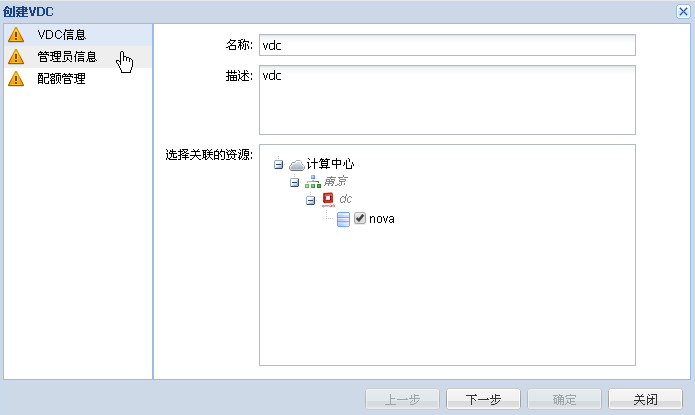 创建VDC
VDC信息
管理员信息
配额管理
名称: vdc
描述: vdc
选择关联的资源:
计算中心
南京
dc
nova
上一步 下一步 确定 关闭